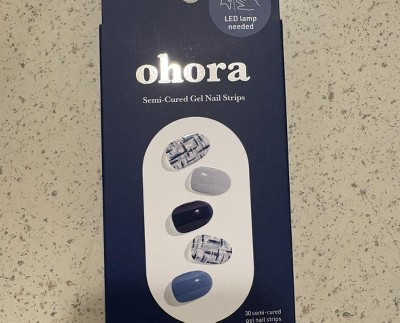 LED lamp
needed
ohora
Semi-Cured Gel Nail Strips
30 semi-cured
gel nail strips